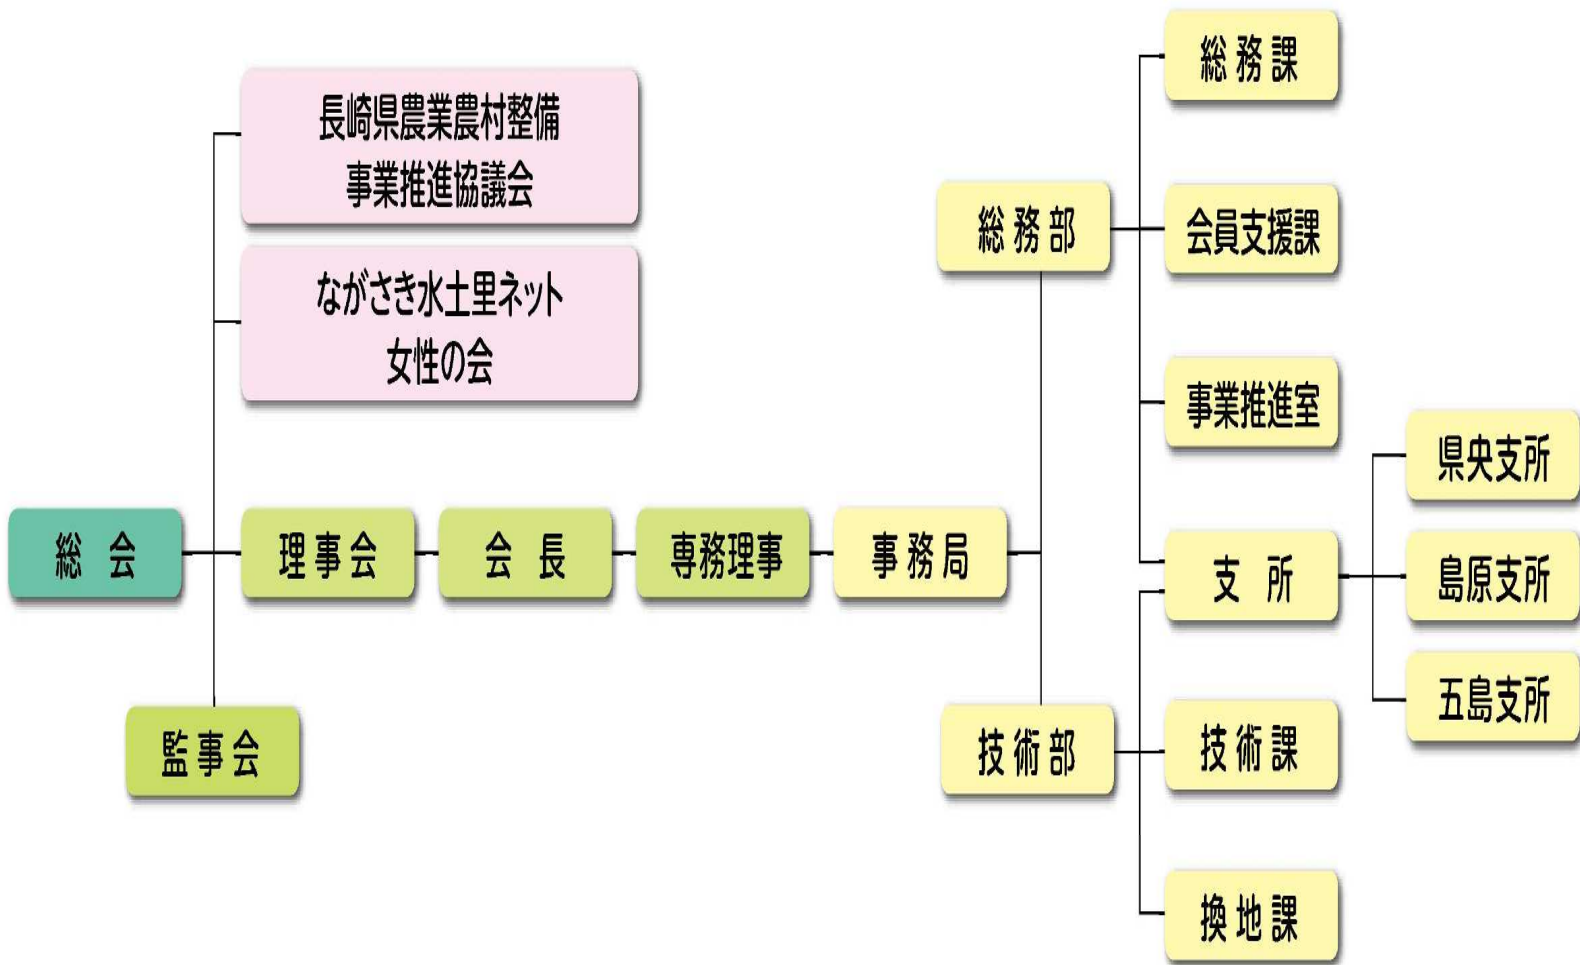 長崎県農業農村整備
事業推進協議会
ながさき水土里ネット
女性の会
総会
理事会
会長
専務理事
事務局
監事会
総務部
技術部
総務課
会員支援課
事業推進室
支所
技術課
換地課
県央支所
島原支所
五島支所